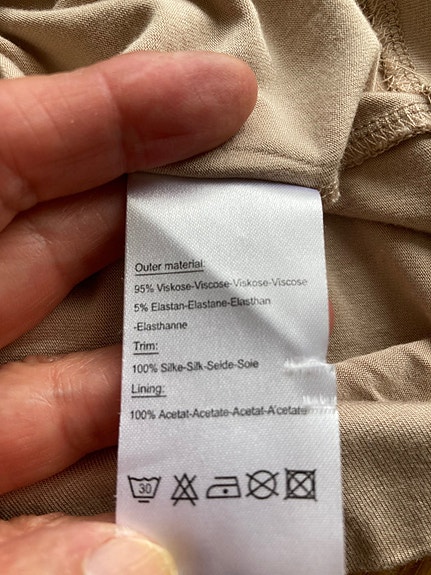 Outer material:
95% Viskose-Viscose-Viskose-Viscose
5% Elastan-Elastane-Elasthan
-Elasthanne
Trim:
100% Silke-Silk-Seide-Soie
Lining:
100% Acetat-Acetate-Acetat-A'cetate
30